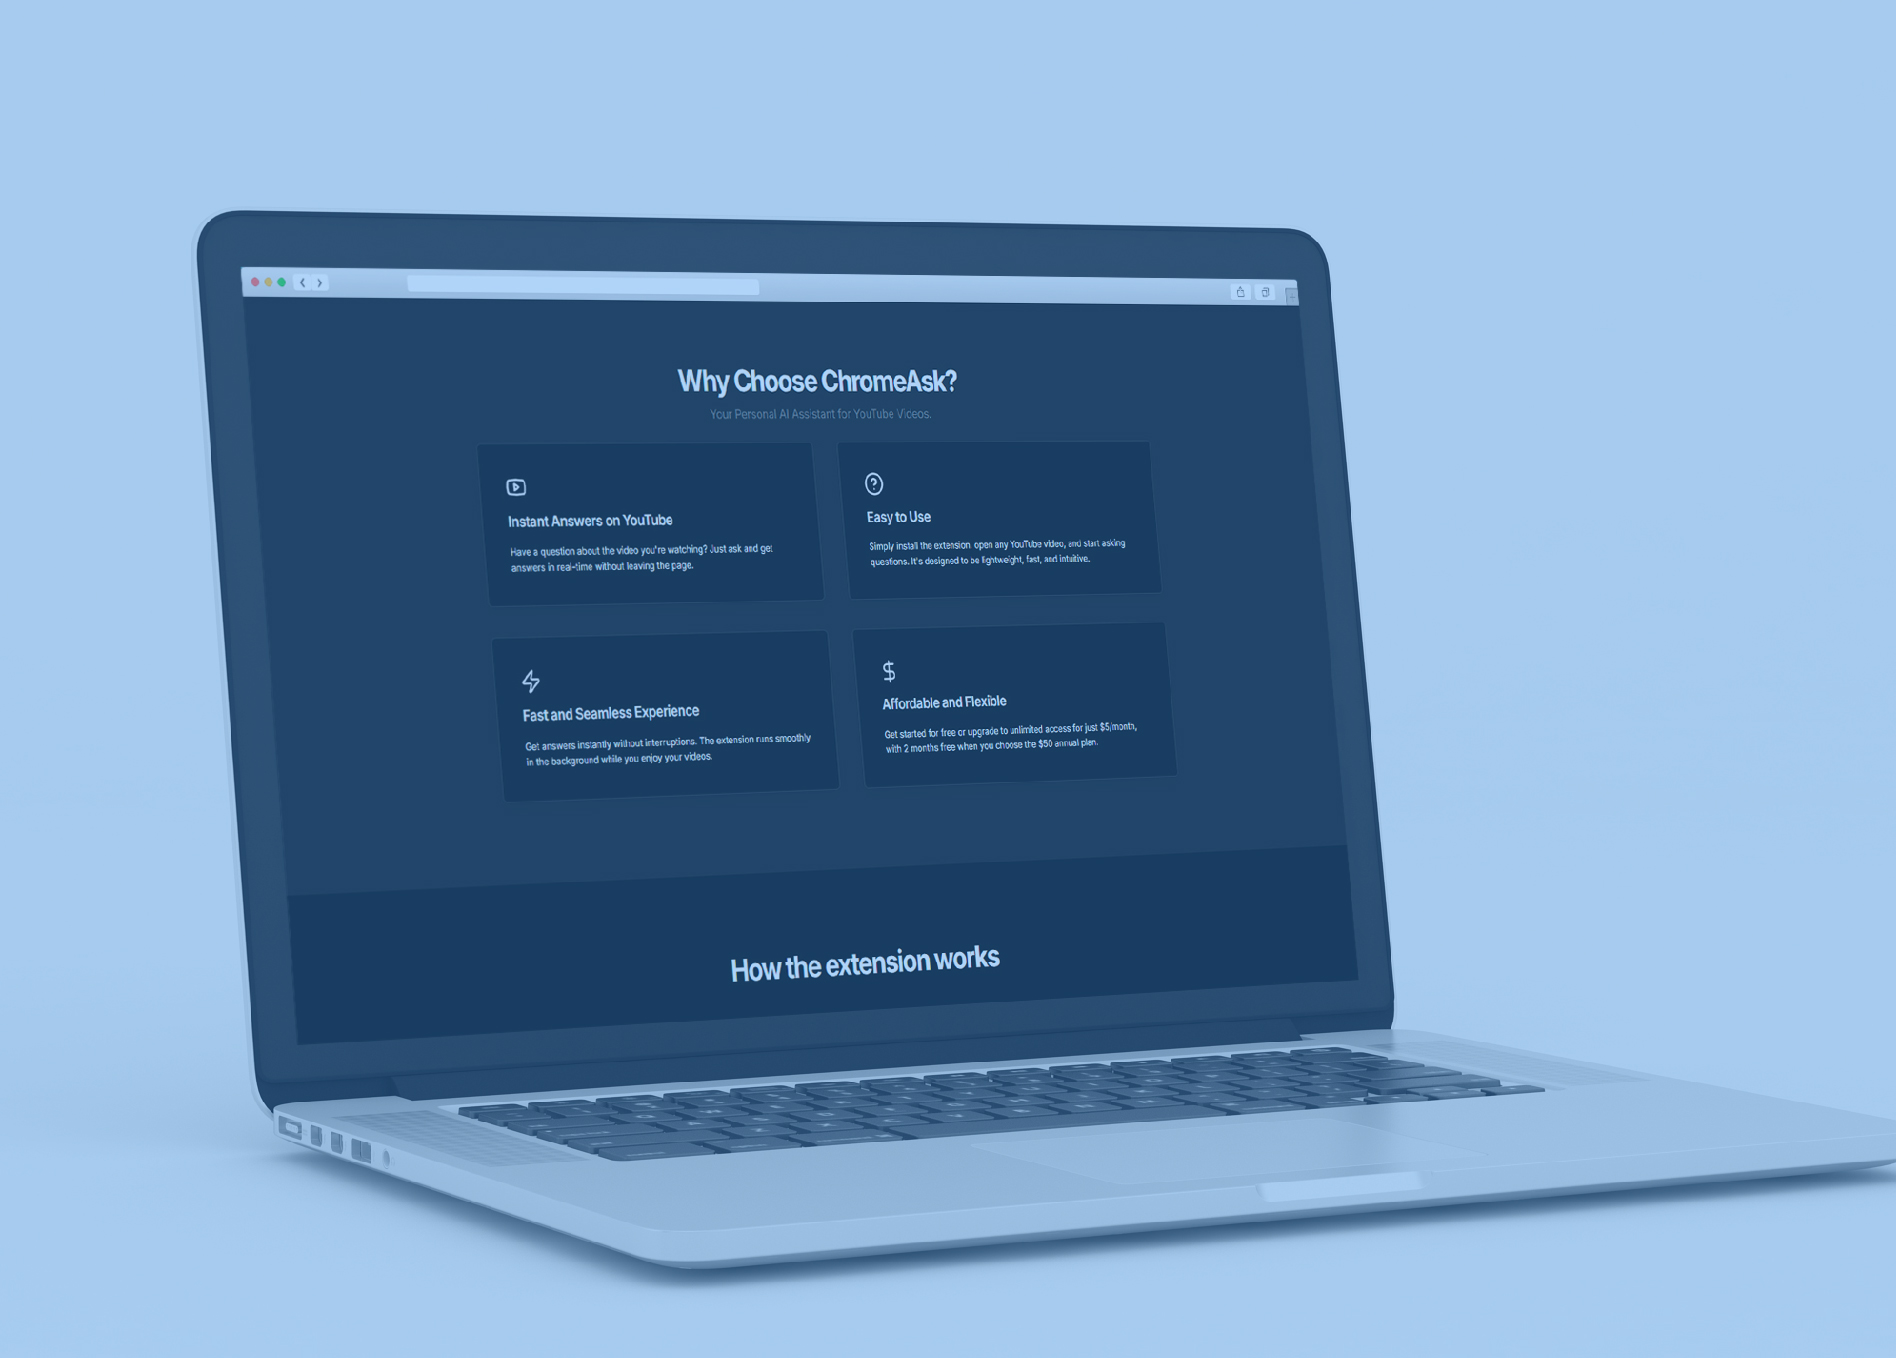 Why Choose ChromeAsk?
Your Personal AI Assistant for YouTube Videos.
Instant Answers on YouTube
Have a question about the video you're watching? Just ask and get
answers in real-time without leaving the page.
Easy to Use
Simply install the extension open any YouTube video, and start asking
questions. It's designed to be lightweight, fast, and intuitive.
Fast and Seamless Experience
Get answers instantly without interruptions. The extension runs smoothly
in the background while you enjoy your videos.
$
Affordable and Flexible
Get started for free or upgrade to unlimited access for just $5/month,
with 2 months free when you choose the $50 annual plan.
How the extension works